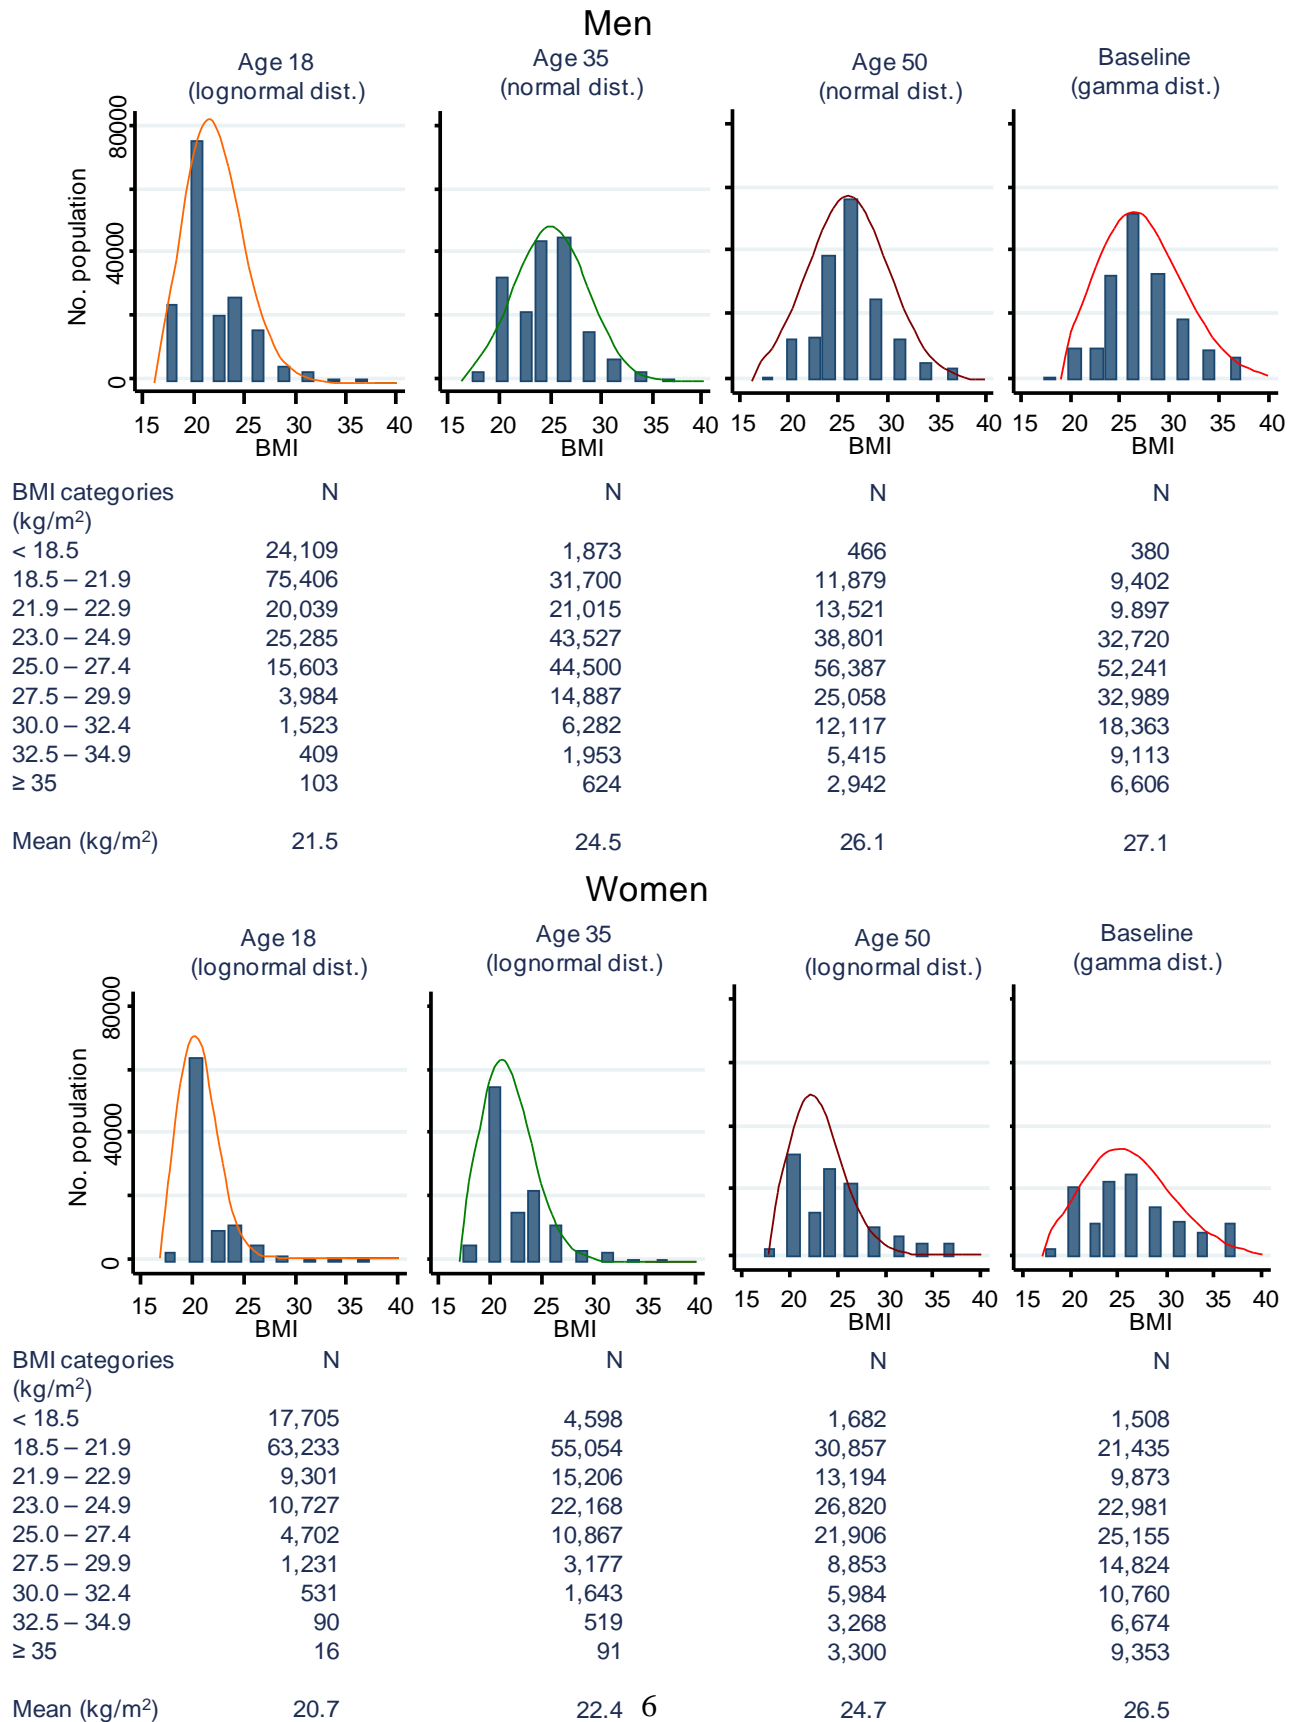 Men
Age 18 Age 35 Age 50 Baseline
(lognormal dist.) (normal dist.) (normal dist.) (gamma dist.)
No. population
80000
40000
0
15 20 25 30 35 40 15 20 25 30 35 40 15 20 25 30 35 40 15 20 25 30 35 40
BMI BMI BMI BMI
BMI categories N N N N
(kg/m²)
< 18.5 24,109 1,873 466 380
18.5 – 21.9 75,406 31,700 11,879 9,402
21.9 – 22.9 20,039 21,015 13,521 9.897
23.0 – 24.9 25,285 43,527 38,801 32,720
25.0 – 27.4 15,603 44,500 56,387 52,241
27.5 – 29.9 3,984 14,887 25,058 32,989
30.0 – 32.4 1,523 6,282 12,117 18,363
32.5 – 34.9 409 1,953 5,415 9,113
≥ 35 103 624 2,942 6,606
Mean (kg/m²) 21.5 24.5 26.1 27.1
Women
Age 18 Age 35 Age 50 Baseline
(lognormal dist.) (lognormal dist.) (lognormal dist.) (gamma dist.)
No. population
80000
40000
0
15 20 25 30 35 40 15 20 25 30 35 40 15 20 25 30 35 40 15 20 25 30 35 40
BMI BMI BMI BMI
BMI categories N N N N
(kg/m²)
< 18.5 17,705 4,598 1,682 1,508
18.5 – 21.9 63,233 55,054 30,857 21,435
21.9 – 22.9 9,301 15,206 13,194 9,873
23.0 – 24.9 10,727 22,168 26,820 22,981
25.0 – 27.4 4,702 10,867 21,906 25,155
27.5 – 29.9 1,231 3,177 8,853 14,824
30.0 – 32.4 531 1,643 5,984 10,760
32.5 – 34.9 90 519 3,268 6,674
≥ 35 16 91 3,300 9,353
Mean (kg/m²) 20.7 22.4 24.7 26.5
6